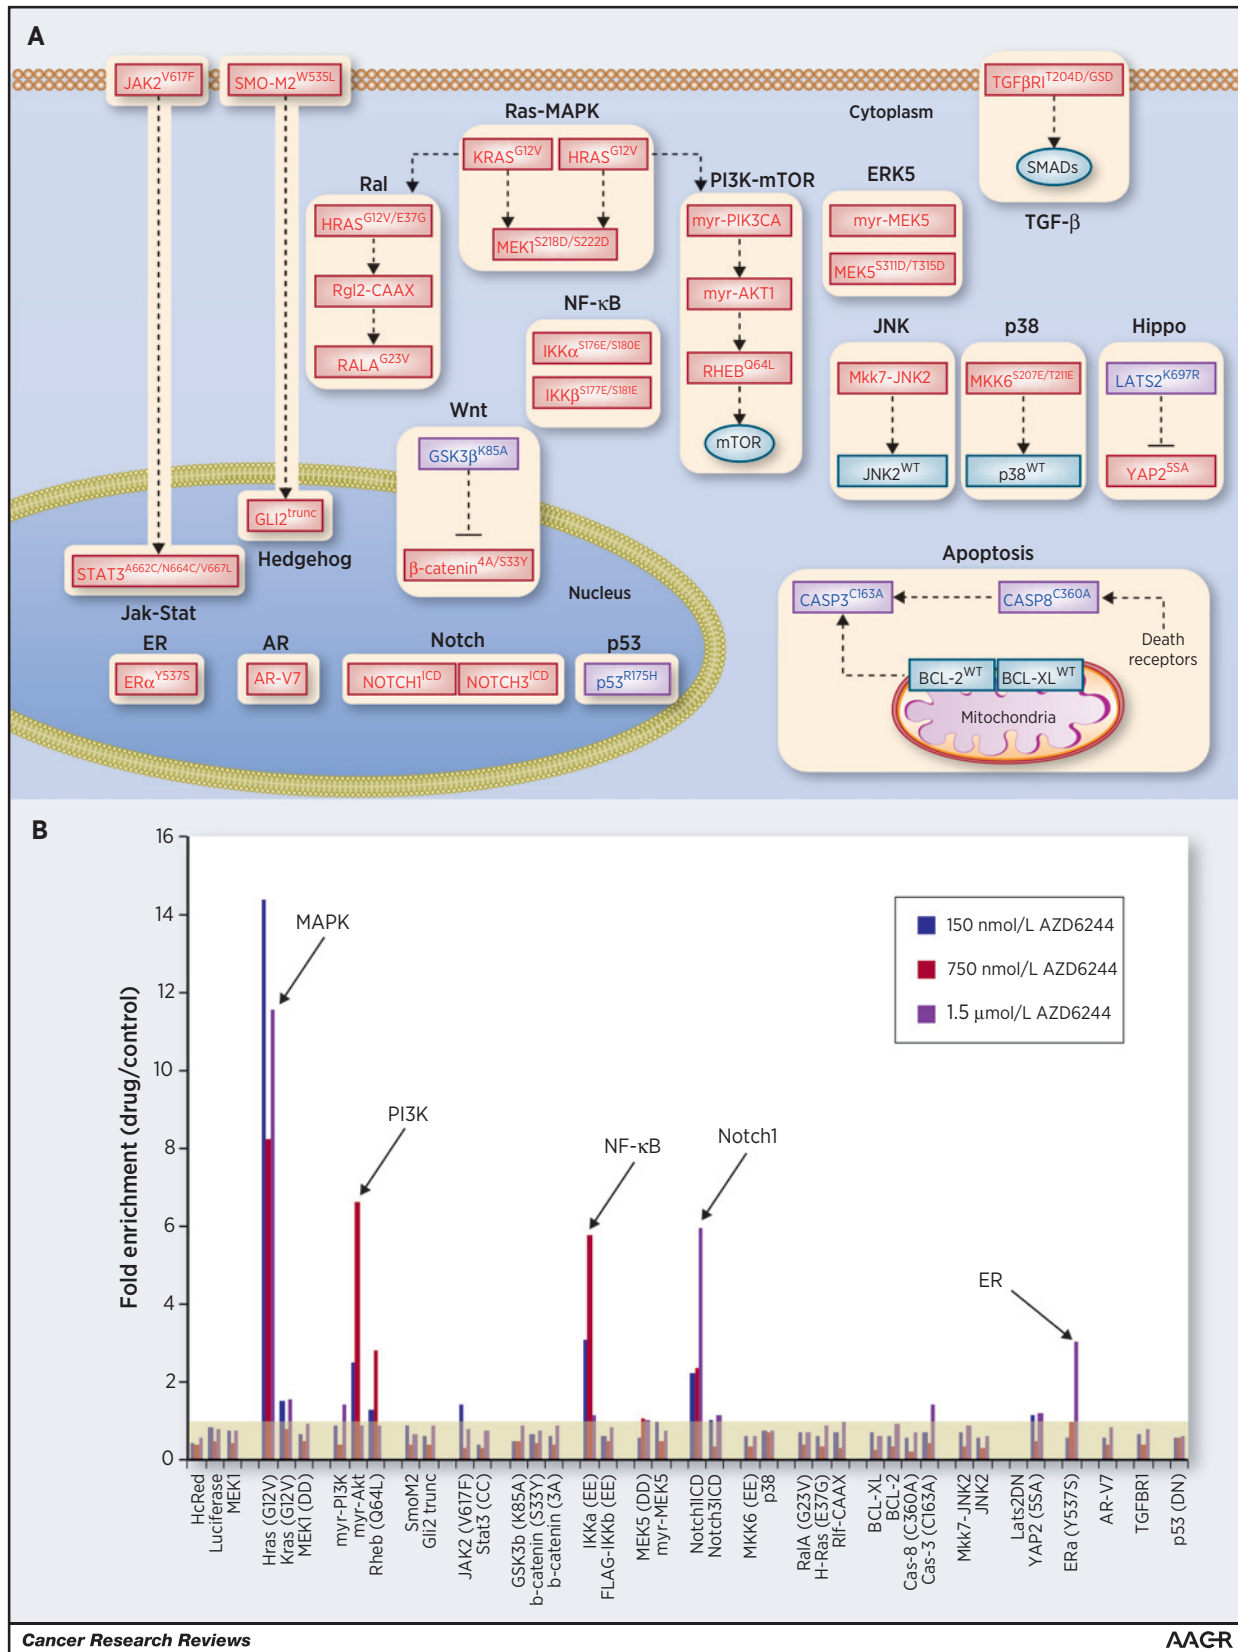 A
JAK2V617F
SMO-M2W535L
TGFβRIT204D/GSD
Ras-MAPK
Cytoplasm
KRASG12V
HRASG12V
SMADs
Ral
PI3K-mTOR
ERK5
TGF-β
HRASG12V/E37G
myr-PIK3CA
myr-MEK5
MEK1S218D/S222D
MEK5S311D/T315D
Rgl2-CAAX
myr-AKT1
NF-κB
JNK
p38
Hippo
IKKαS176E/S180E
RALAG23V
RHEBQ64L
Mkk7-JNK2
MKK6S207E/T211E
LATS2K697R
IKKβS177E/S181E
Wnt
GSK3βK85A
mTOR
JNK2WT
p38WT
YAP25SA
GLI2trunc
Hedgehog
STAT3A662C/N664C/V667L
β-catenin4A/S33Y
Apoptosis
Nucleus
CASP3C163A
CASP8C360A
Jak-Stat
Death
receptors
ER
AR
Notch
p53
ERαY537S
AR-V7
NOTCH1ICD
NOTCH3ICD
p53R175H
BCL-2WT
BCL-XLWT
Mitochondria
B
Fold enrichment (drug/control)
16
14
12
10
8
6
4
2
0
MAPK
PI3K
NF-κB
Notch1
ER
150 nmol/L AZD6244
750 nmol/L AZD6244
1.5 μmol/L AZD6244
HcRed
Luciferase
MEK1
Hras (G12V)
Kras (G12V)
MEK1 (DD)
myr-PI3K
myr-Akt
Rheb (Q64L)
SmoM2
Gli2 trunc
JAK2 (V617F)
Stat3 (CC)
GSK3b (K85A)
b-catenin (S33Y)
b-catenin (3A)
IKKa (EE)
FLAG-IKKb (EE)
MEK5 (DD)
myr-MEK5
Notch1ICD
Notch3ICD
MKK6 (EE)
p38
RalA (G23V)
H-Ras (E37G)
Rlf-CAAX
BCL-XL
BCL-2
Cas-8 (C360A)
Cas-3 (C163A)
Mkk7-JNK2
JNK2
Lats2DN
YAP2 (5SA)
ERa (Y537S)
AR-V7
TGFBR1
p53 (DN)
Cancer Research Reviews
AACR